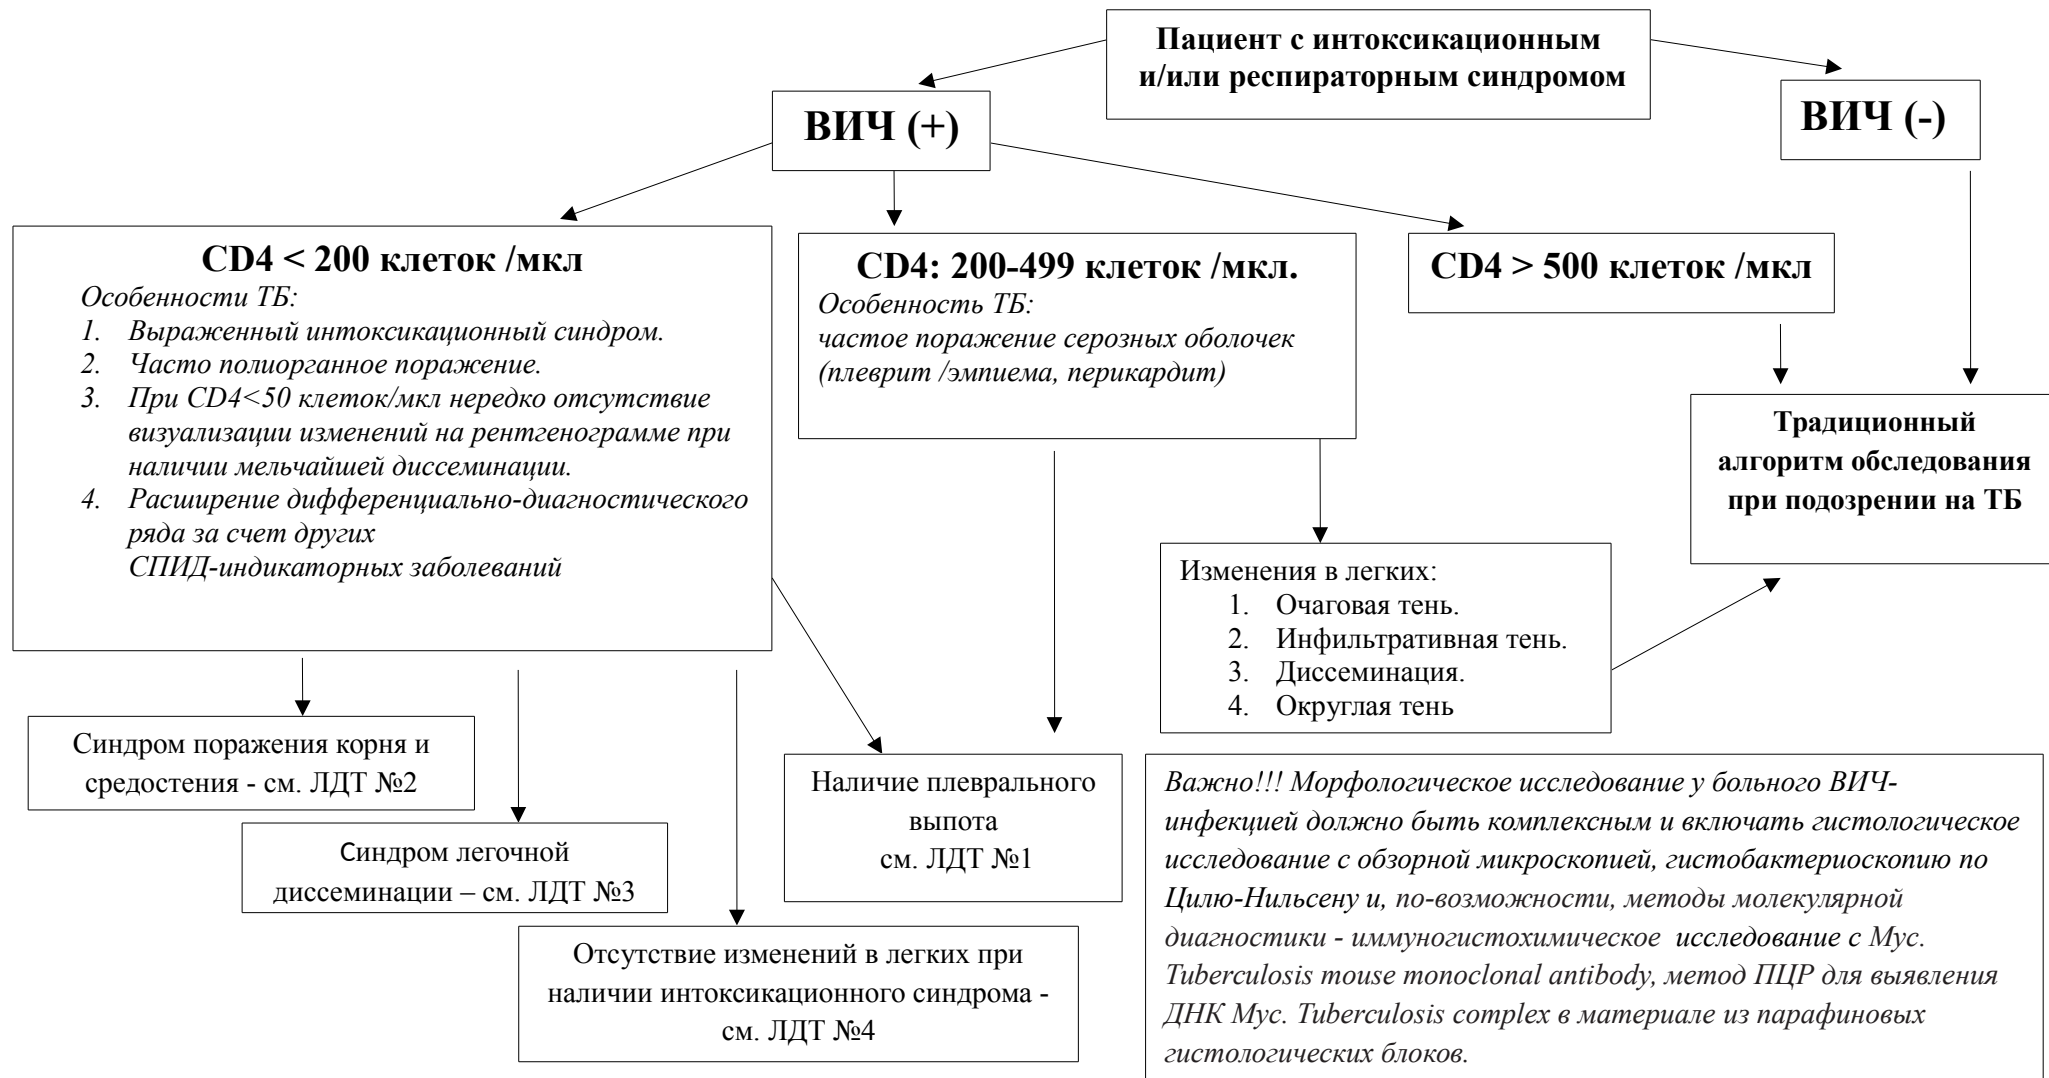 Пациент с интоксикационным
и/или респираторным синдромом
ВИЧ (+)
ВИЧ (-)
CD4 < 200 клеток /мкл
Особенности ТБ:
1. Выраженный интоксикационный синдром.
2. Часто полиорганное поражение.
3. При CD4<50 клеток/мкл нередко отсутствие
визуализации изменений на рентгенограмме при
наличии мельчайшей диссеминации.
4. Расширение дифференциально-диагностического
ряда за счет других
СПИД-индикаторных заболеваний
CD4: 200-499 клеток /мкл.
Особенность ТБ:
частое поражение серозных оболочек
(плеврит /эмпиема, перикардит)
CD4 > 500 клеток /мкл
Традиционный
алгоритм обследования
при подозрении на ТБ
Изменения в легких:
1. Очаговая тень.
2. Инфильтративная тень.
3. Диссеминация.
4. Округлая тень
Синдром поражения корня и
средостения - см. ЛДТ №2
Синдром легочной
диссеминации – см. ЛДТ №3
Отсутствие изменений в легких при
наличии интоксикационного синдрома -
см. ЛДТ №4
Наличие плеврального
выпота
см. ЛДТ №1
Важно!!! Морфологическое исследование у больного ВИЧ-
инфекцией должно быть комплексным и включать гистологическое
исследование с обзорной микроскопией, гистобактериоскопию по
Цилю-Нильсену и, по-возможности, методы молекулярной
диагностики - иммуногистохимическое исследование с Myc.
Tuberculosis mouse monoclonal antibody, метод ПЦР для выявления
ДНК Myc. Tuberculosis complex в материале из парафиновых
гистологических блоков.